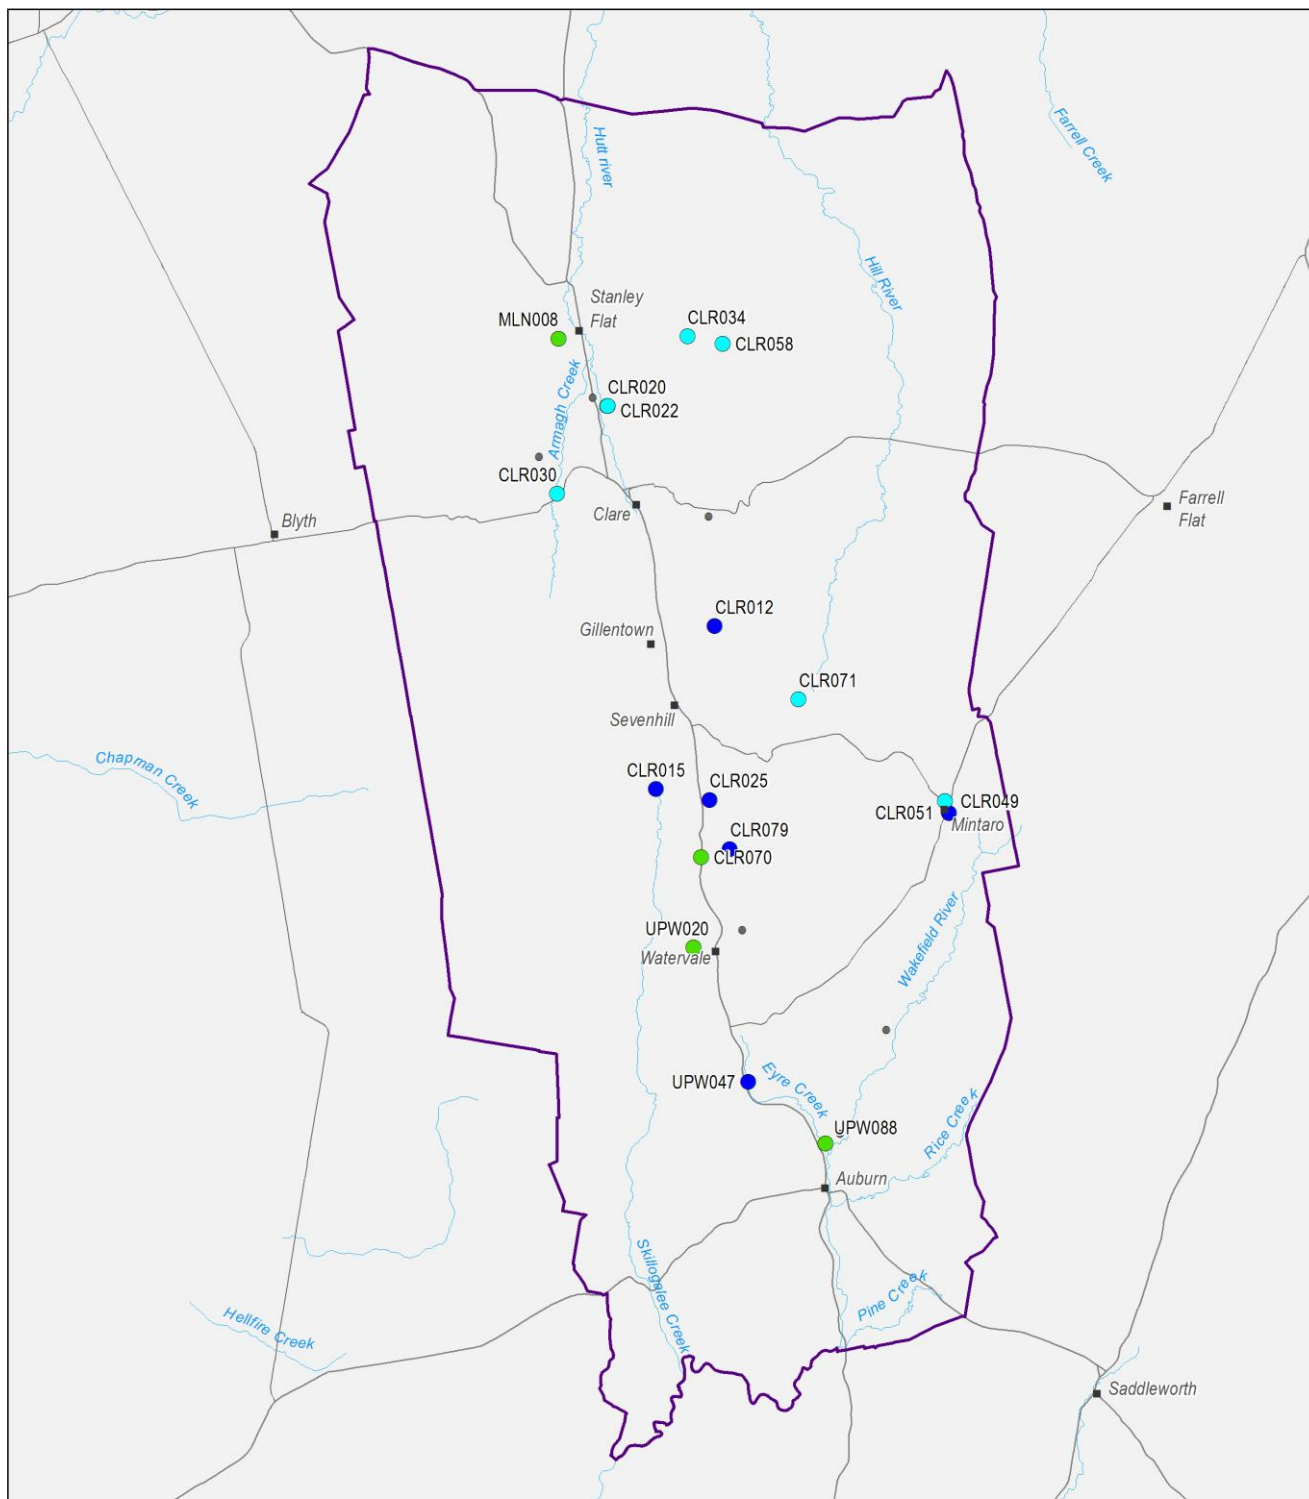 Farrell Creek
Hutt river
Hill River
Stanley
Flat
MLN008
CLR034
CLR058
CLR020
CLR022
Armagh Creek
CLR030
Clare
Farrell
Flat
Blyth
CLR012
Gillentown
CLR071
Sevenhill
Chapman Creek
CLR015
CLR025
CLR051
CLR049
Mintaro
CLR079
CLR070
UPW020
Watervale
Wakefield River
UPW047
Eyre Creek
UPW088
Rice Creek
Auburn
Skillogalee Creek
Pine Creek
Hellfire Creek
Saddleworth